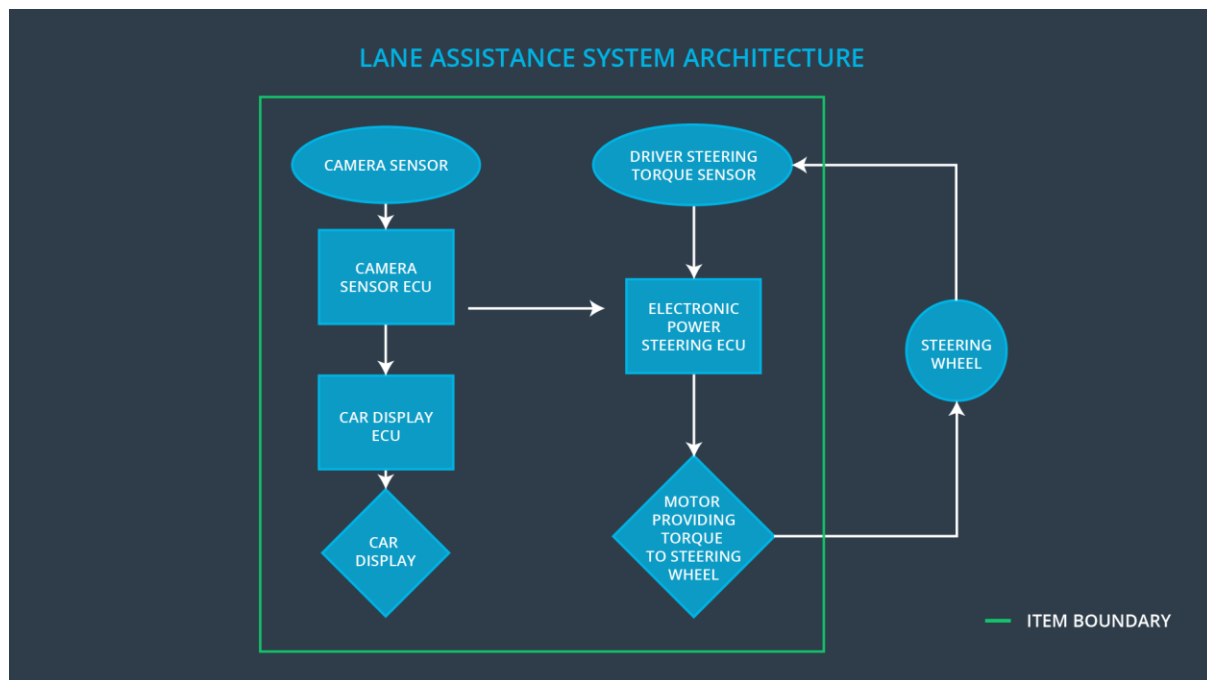 LANE ASSISTANCE SYSTEM ARCHITECTURE
CAMERA SENSOR
CAMERA
SENSOR ECU
CAR DISPLAY
ECU
CAR
DISPLAY
DRIVER STEERING
TORQUE SENSOR
ELECTRONIC
POWER
STEERING ECU
MOTOR
PROVIDING
TORQUE
TO STEERING
WHEEL
STEERING
WHEEL
ITEM BOUNDARY